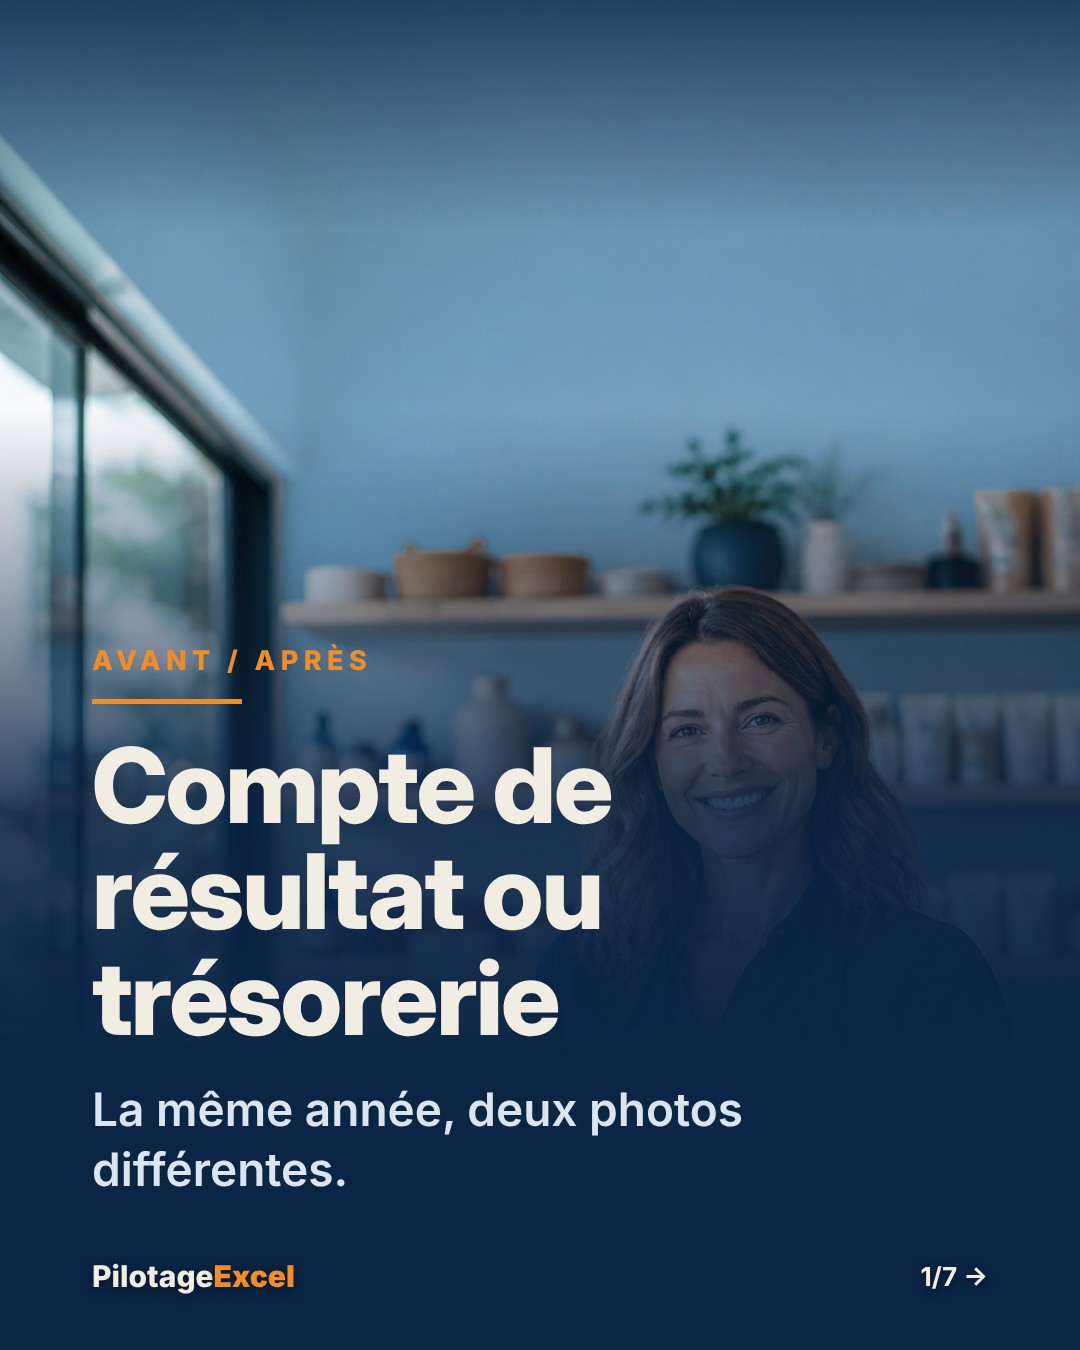 AVANT / APRÈS
Compte de
résultat ou
trésorerie
La même année, deux photos
différentes.
PilotageExcel
1/7 →